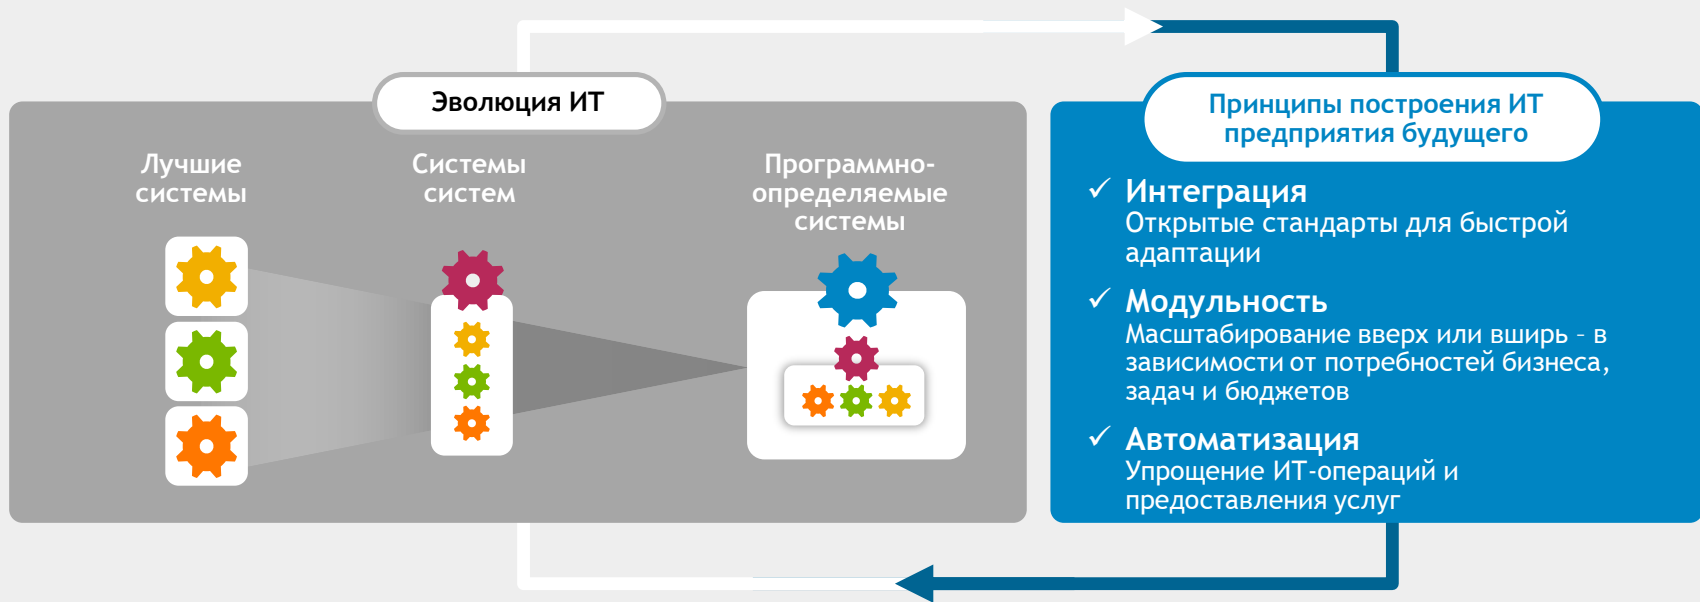 Эволюция ИТ
Лучшие
системы
Системы
систем
Программно-
определяемые
системы
Принципы построения ИТ
предприятия будущего
✓ Интеграция
Открытые стандарты для быстрой
адаптации
✓ Модульность
Масштабирование вверх или вширь - в
зависимости от потребностей бизнеса,
задач и бюджетов
✓ Автоматизация
Упрощение ИТ-операций и
предоставления услуг